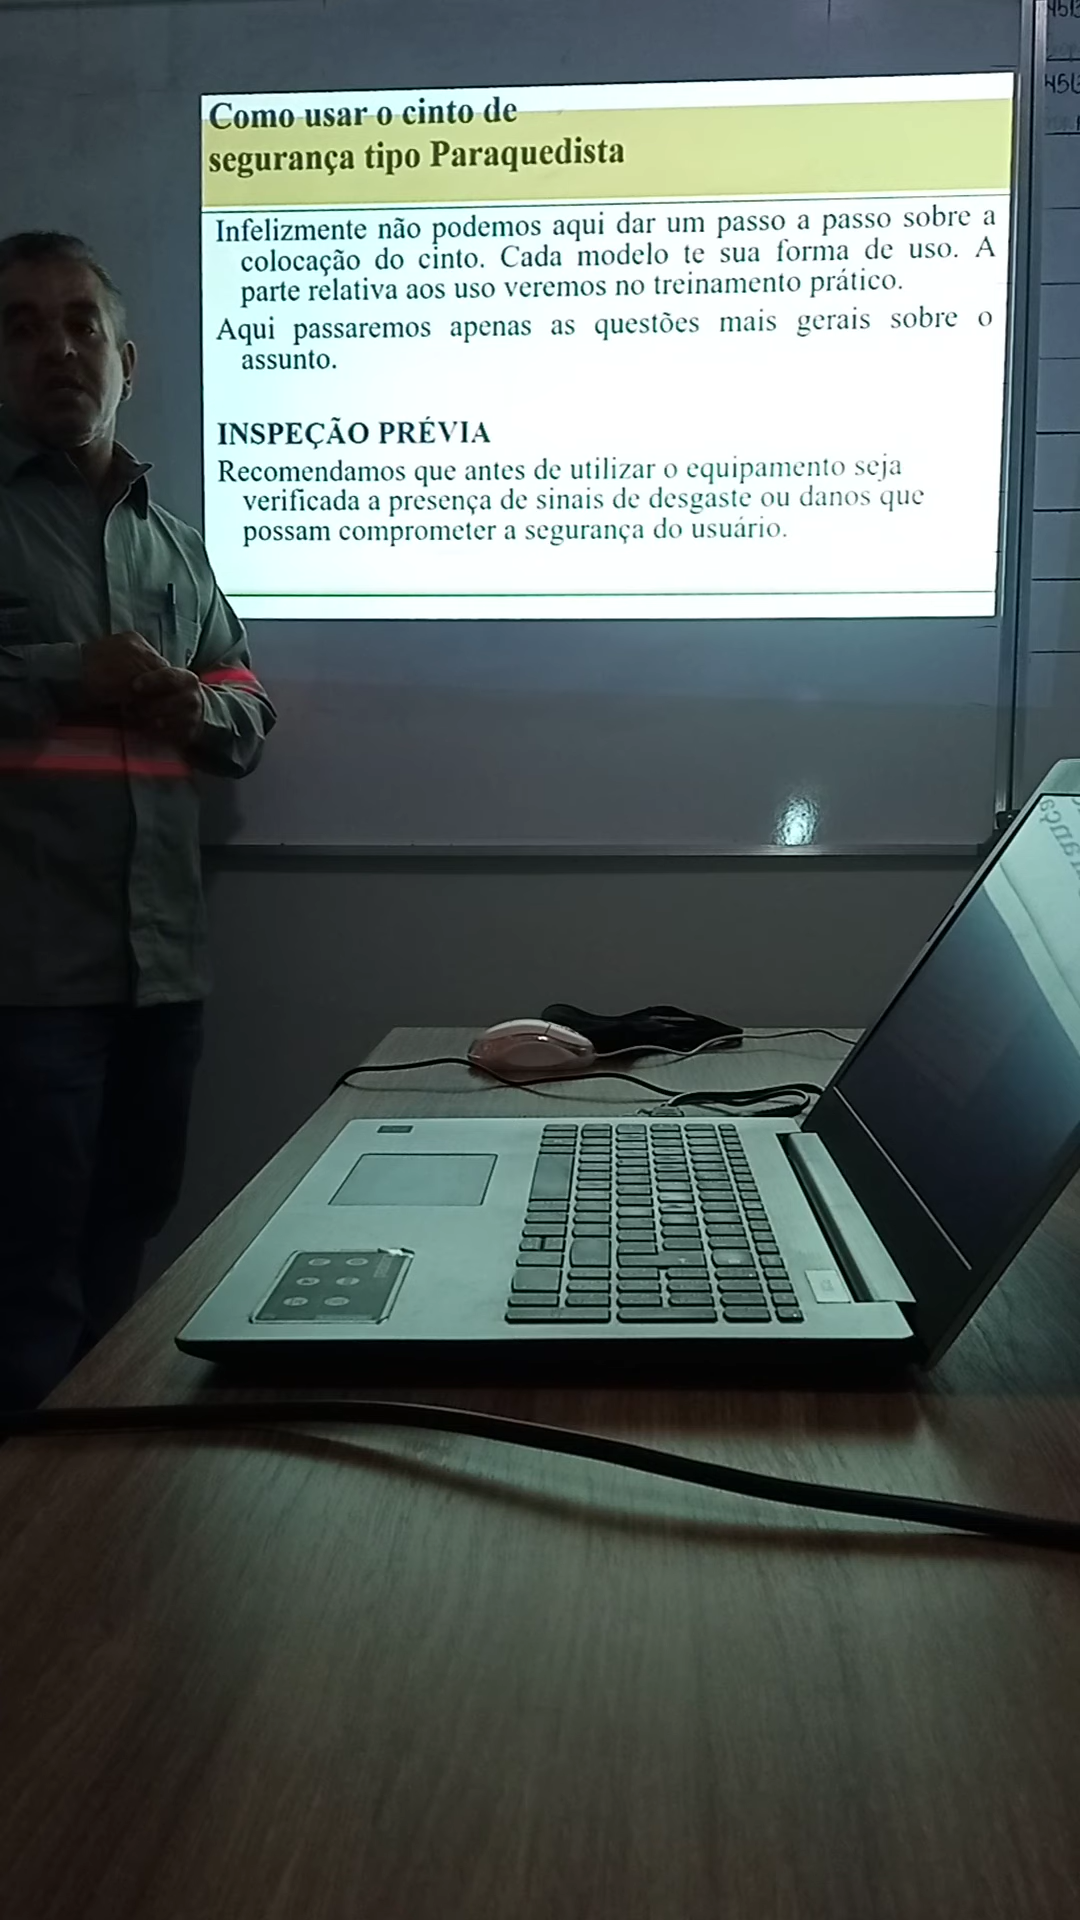 Como usar o cinto de
segurança tipo Paraquedista
Infelizmente não podemos aqui dar um passo a passo sobre a
colocação do cinto. Cada modelo te sua forma de uso. A
parte relativa aos uso veremos no treinamento prático.
Aqui passaremos apenas as questões mais gerais sobre o
assunto.
INSPEÇÃO PRÉVIA
Recomendamos que antes de utilizar o equipamento seja
verificada a presença de sinais de desgaste ou danos que
possam comprometer a segurança do usuário.